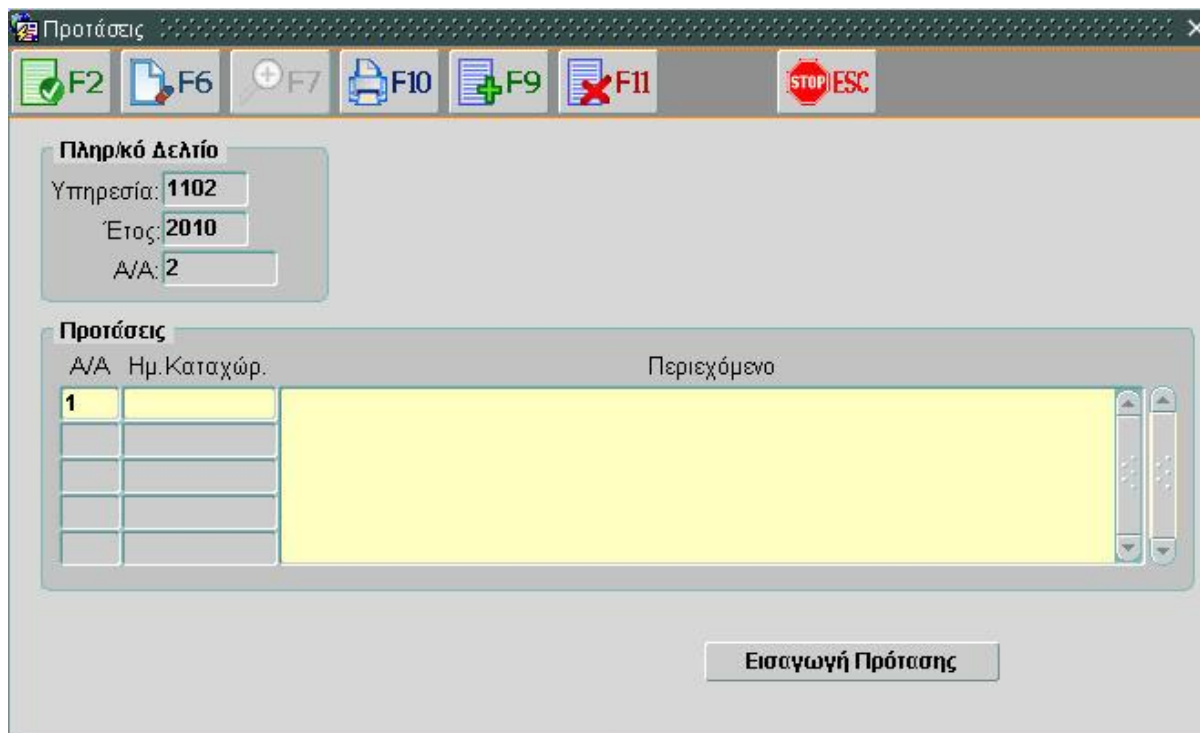 Προτάσεις
F2 F6 F7 F10 F9 F11 STOP ESC
Πληρ/κό Δελτίο
Υπηρεσία: 1102
Έτος: 2010
Α/Α: 2
Προτάσεις
Α/Α Ημ.Καταχώρ. Περιεχόμενο
1
Εισαγωγή Πρότασης